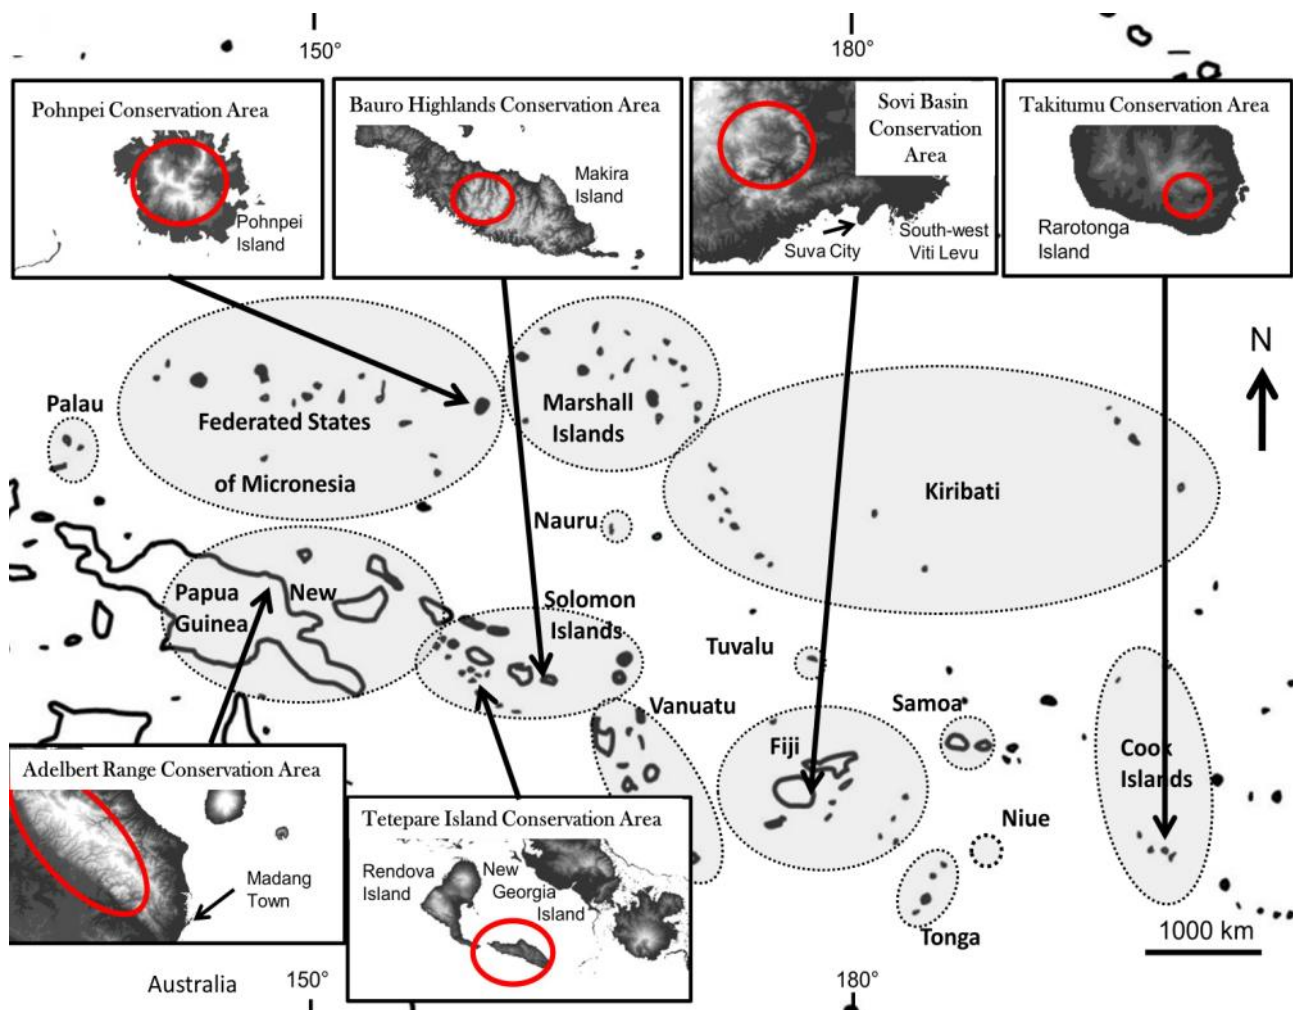 150°
180°
Pohnpei Conservation Area
Pohnpei
Island
Bauro Highlands Conservation Area
Makira
Island
Sovi Basin
Conservation
Area
Suva City
South-west
Viti Levu
Takitumu Conservation Area
Rarotonga
Island
N
Palau
Federated States
of Micronesia
Marshall
Islands
Kiribati
Nauru
Papua New
Guinea
Solomon
Islands
Tuvalu
Vanuatu
Fiji
Samoa
Cook
Islands
Niue
Tonga
Adelbert Range Conservation Area
Madang
Town
Tetepare Island Conservation Area
Rendova
Island
New
Georgia
Island
1000 km
Australia
150°
180°